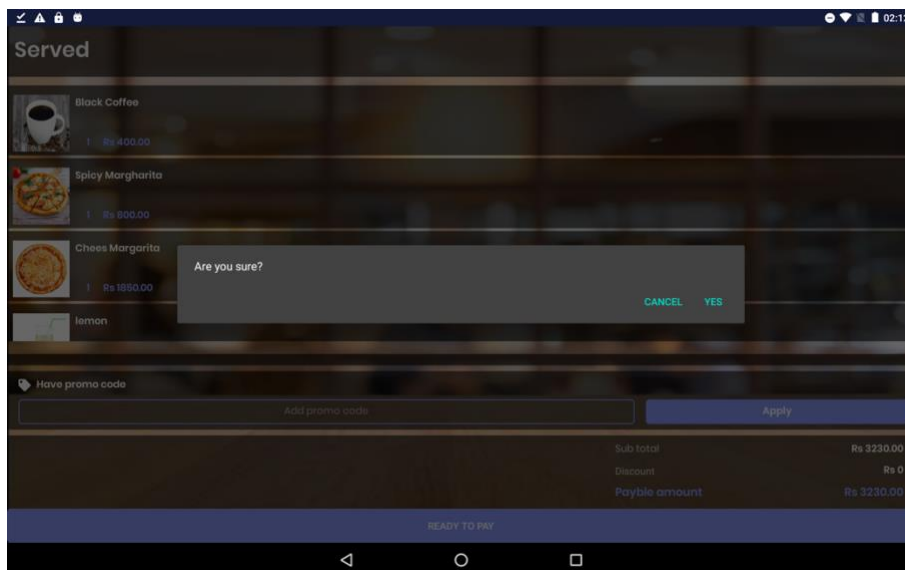 02:1
Served
Black Coffee
1 Rs 400.00
Spicy Margharita
1 Rs 800.00
Chees Margarita
1 Rs 1850.00
lemon
Are you sure?
CANCEL YES
Have promo code
Add promo code Apply
Sub total Rs 3230.00
Discount Rs 0
Payble amount Rs 3230.00
READY TO PAY